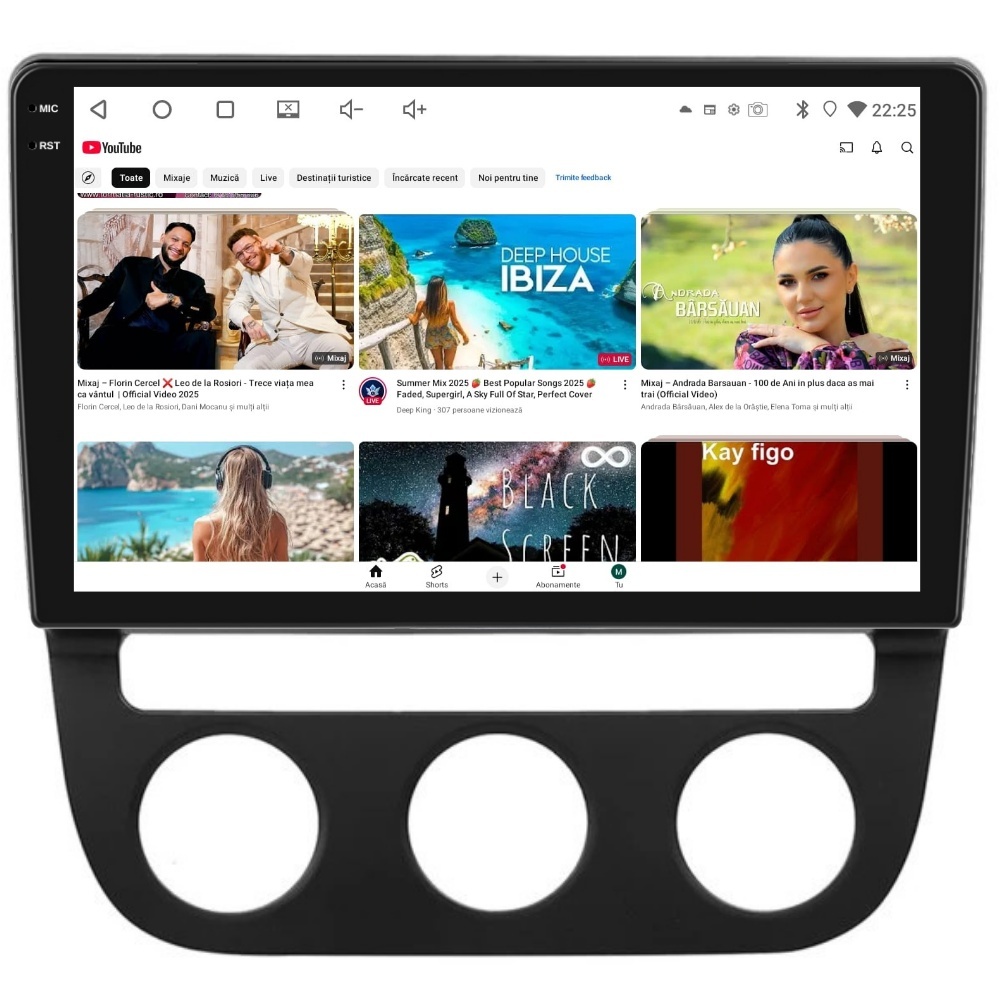 MIC
22:25
RST
YouTube
Toate
Mixaje
Muzică
Live
Destinații turistice
Încărcate recent
Noi pentru tine
Trimite feedback
DEEP HOUSE
IBIZA
ANDRADA
BÂRSĂUAN
Mixaj
LIVE
Mixaj
Mixaj – Florin Cercel ❌ Leo de la Rosiori - Trece viața mea
ca vântul | Official Video 2025
Florin Cercel, Leo de la Rosiori, Dani Mocanu și mulți alții
LIVE
Summer Mix 2025 🍓 Best Popular Songs 2025 🍓
Faded, Supergirl, A Sky Full Of Star, Perfect Cover
Deep King · 307 persoane vizionează
Mixaj – Andrada Barsauan - 100 de Ani in plus daca as mai
trai (Official Video)
Andrada Bârsăuan, Alex de la Orăștie, Elena Toma și mulți alții
BLACK
SCREEN
Kay figo
Acasă
Shorts
Abonamente
M
Tu